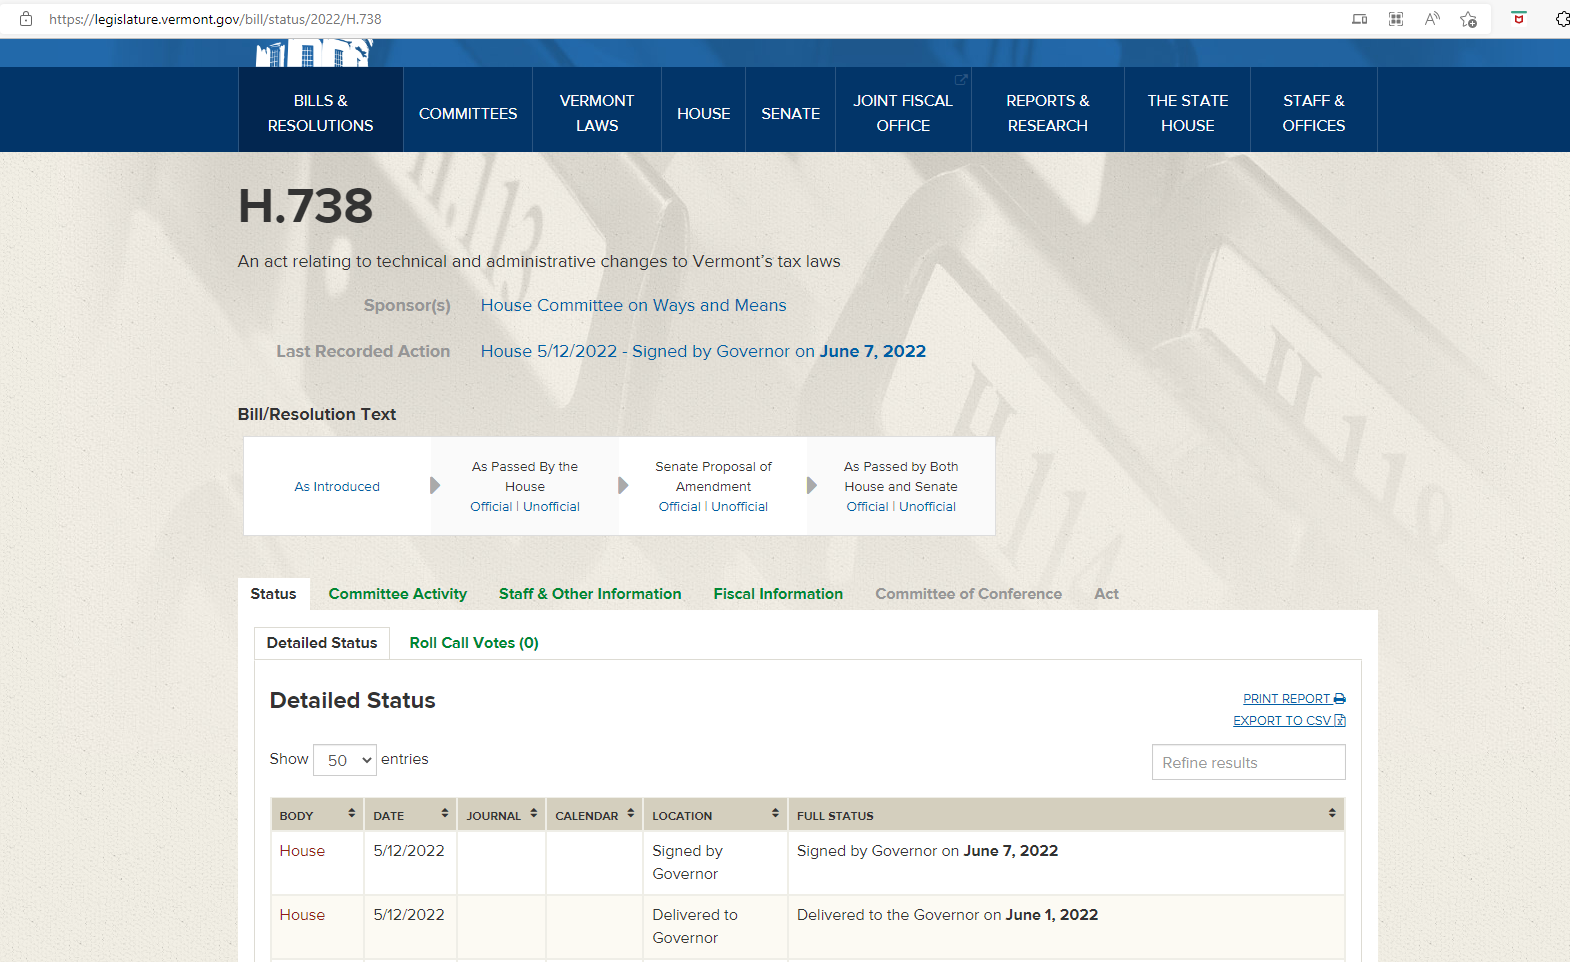 https://legislature.vermont.gov/bill/status/2022/H.738
BILLS &
RESOLUTIONS
COMMITTEES
VERMONT
LAWS
HOUSE
SENATE
JOINT FISCAL
OFFICE
REPORTS &
RESEARCH
THE STATE
HOUSE
STAFF &
OFFICES
H.738
An act relating to technical and administrative changes to Vermont’s tax laws
Sponsor(s) House Committee on Ways and Means
Last Recorded Action House 5/12/2022 - Signed by Governor on June 7, 2022
Bill/Resolution Text
As Introduced
As Passed By the
House
Official | Unofficial
Senate Proposal of
Amendment
Official | Unofficial
As Passed by Both
House and Senate
Official | Unofficial
Status Committee Activity Staff & Other Information Fiscal Information Committee of Conference Act
Detailed Status Roll Call Votes (0)
Detailed Status
PRINT REPORT
EXPORT TO CSV
Show 50 entries
Refine results
BODY DATE JOURNAL CALENDAR LOCATION FULL STATUS
House 5/12/2022 Signed by Governor on June 7, 2022
Signed by
Governor
House 5/12/2022 Delivered to the Governor on June 1, 2022
Delivered to
Governor